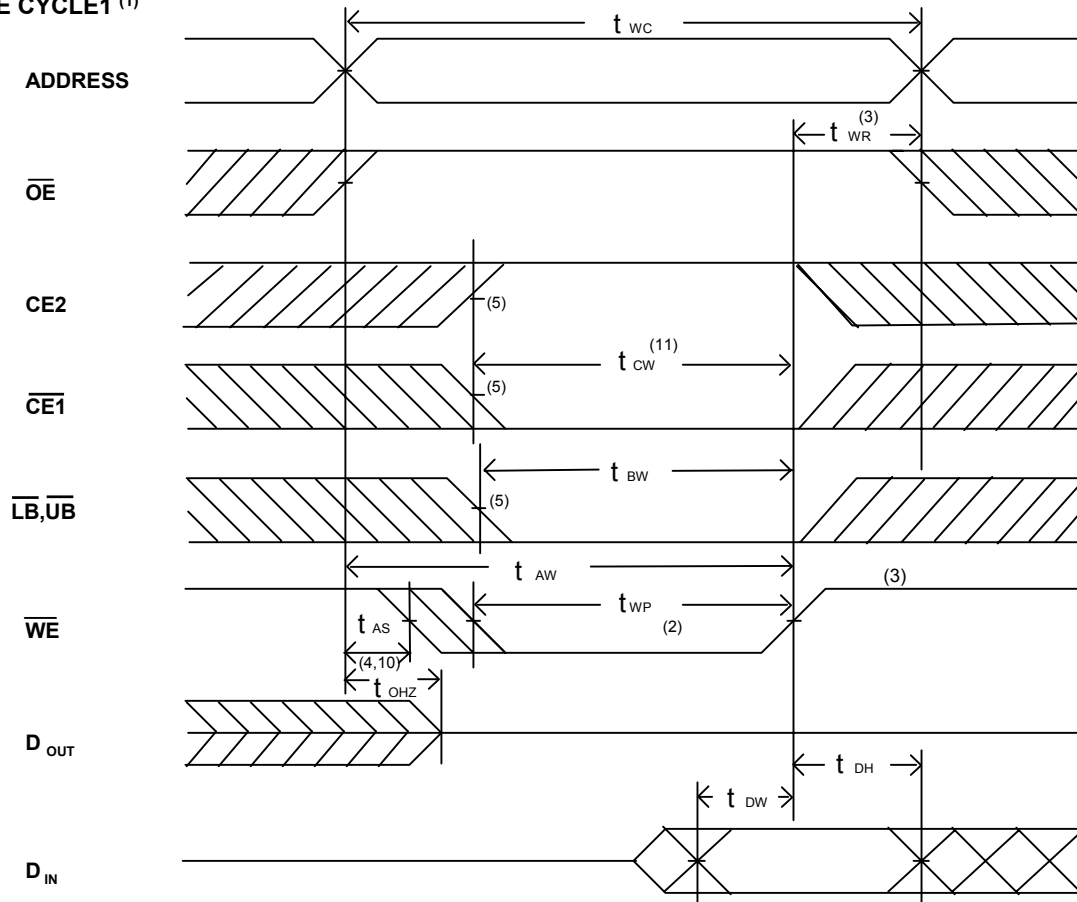 E CYCLE1 (1)
t WC
ADDRESS
t WR (3)
OE
CE2
(5)
t CW (11)
CE1
(5)
t BW
LB,UB
(5)
t AW
(3)
WE
t WP
(2)
t AS
(4,10)
t OHZ
D OUT
t DH
t DW
D IN